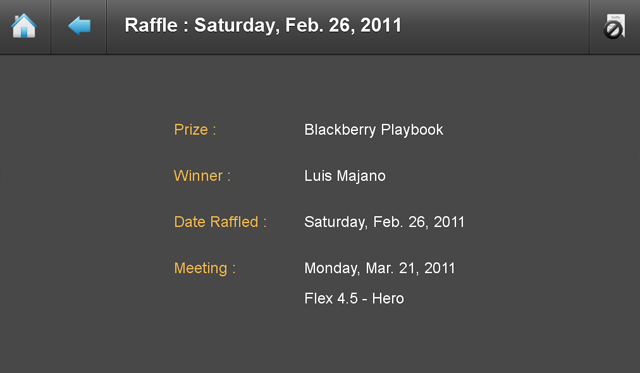 Raffle : Saturday, Feb. 26, 2011
Prize : Blackberry Playbook
Winner : Luis Majano
Date Raffled : Saturday, Feb. 26, 2011
Meeting : Monday, Mar. 21, 2011
Flex 4.5 - Hero